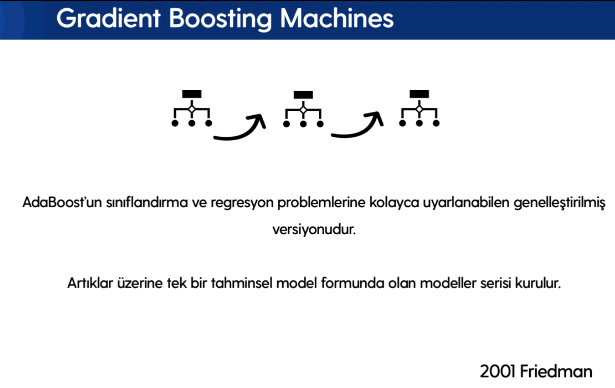 Gradient Boosting Machines
AdaBoost'un sınıflandırma ve regresyon problemlerine kolayca uyarlanabilen genelleştirilmiş
versiyonudur.
Artıklar üzerine tek bir tahminsel model formunda olan modeller serisi kurulur.
2001 Friedman